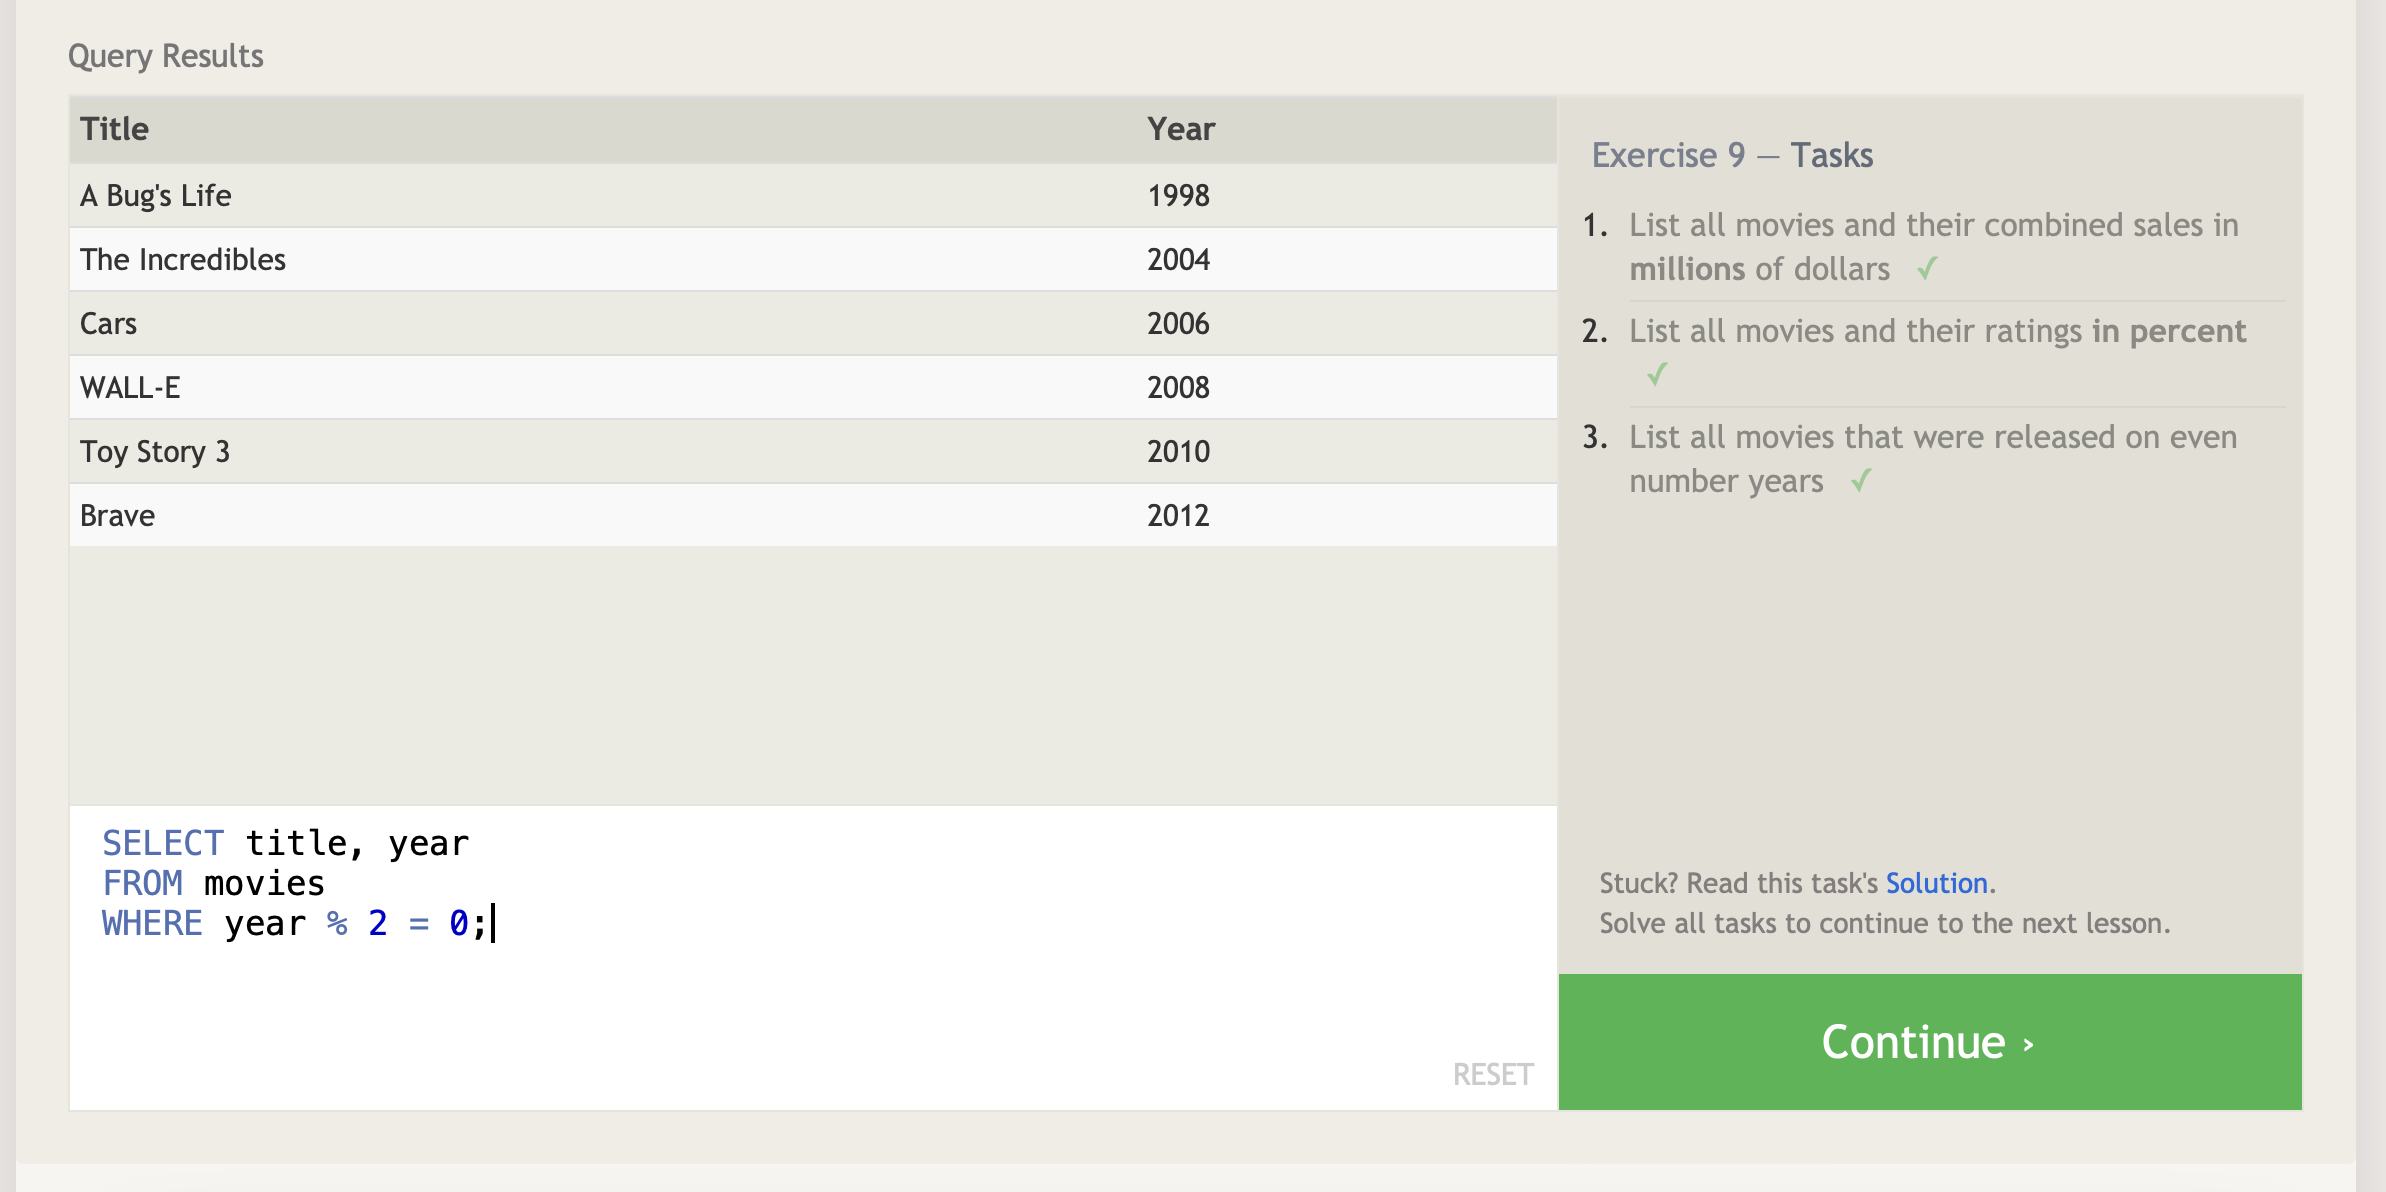 Query Results
Title Year
A Bug's Life 1998
The Incredibles 2004
Cars 2006
WALL-E 2008
Toy Story 3 2010
Brave 2012
SELECT title, year
FROM movies
WHERE year % 2 = 0;
RESET
Exercise 9 — Tasks
1. List all movies and their combined sales in
millions of dollars ✓
2. List all movies and their ratings in percent
✓
3. List all movies that were released on even
number years ✓
Stuck? Read this task's Solution.
Solve all tasks to continue to the next lesson.
Continue ›